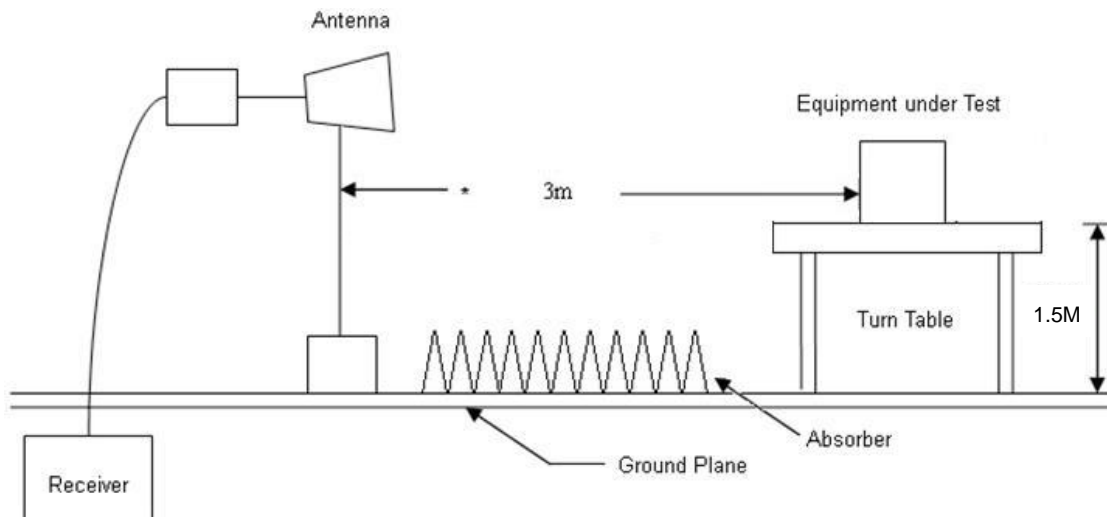 Antenna
Equipment under Test
* 3m
Turn Table
1.5M
Absorber
Ground Plane
Receiver